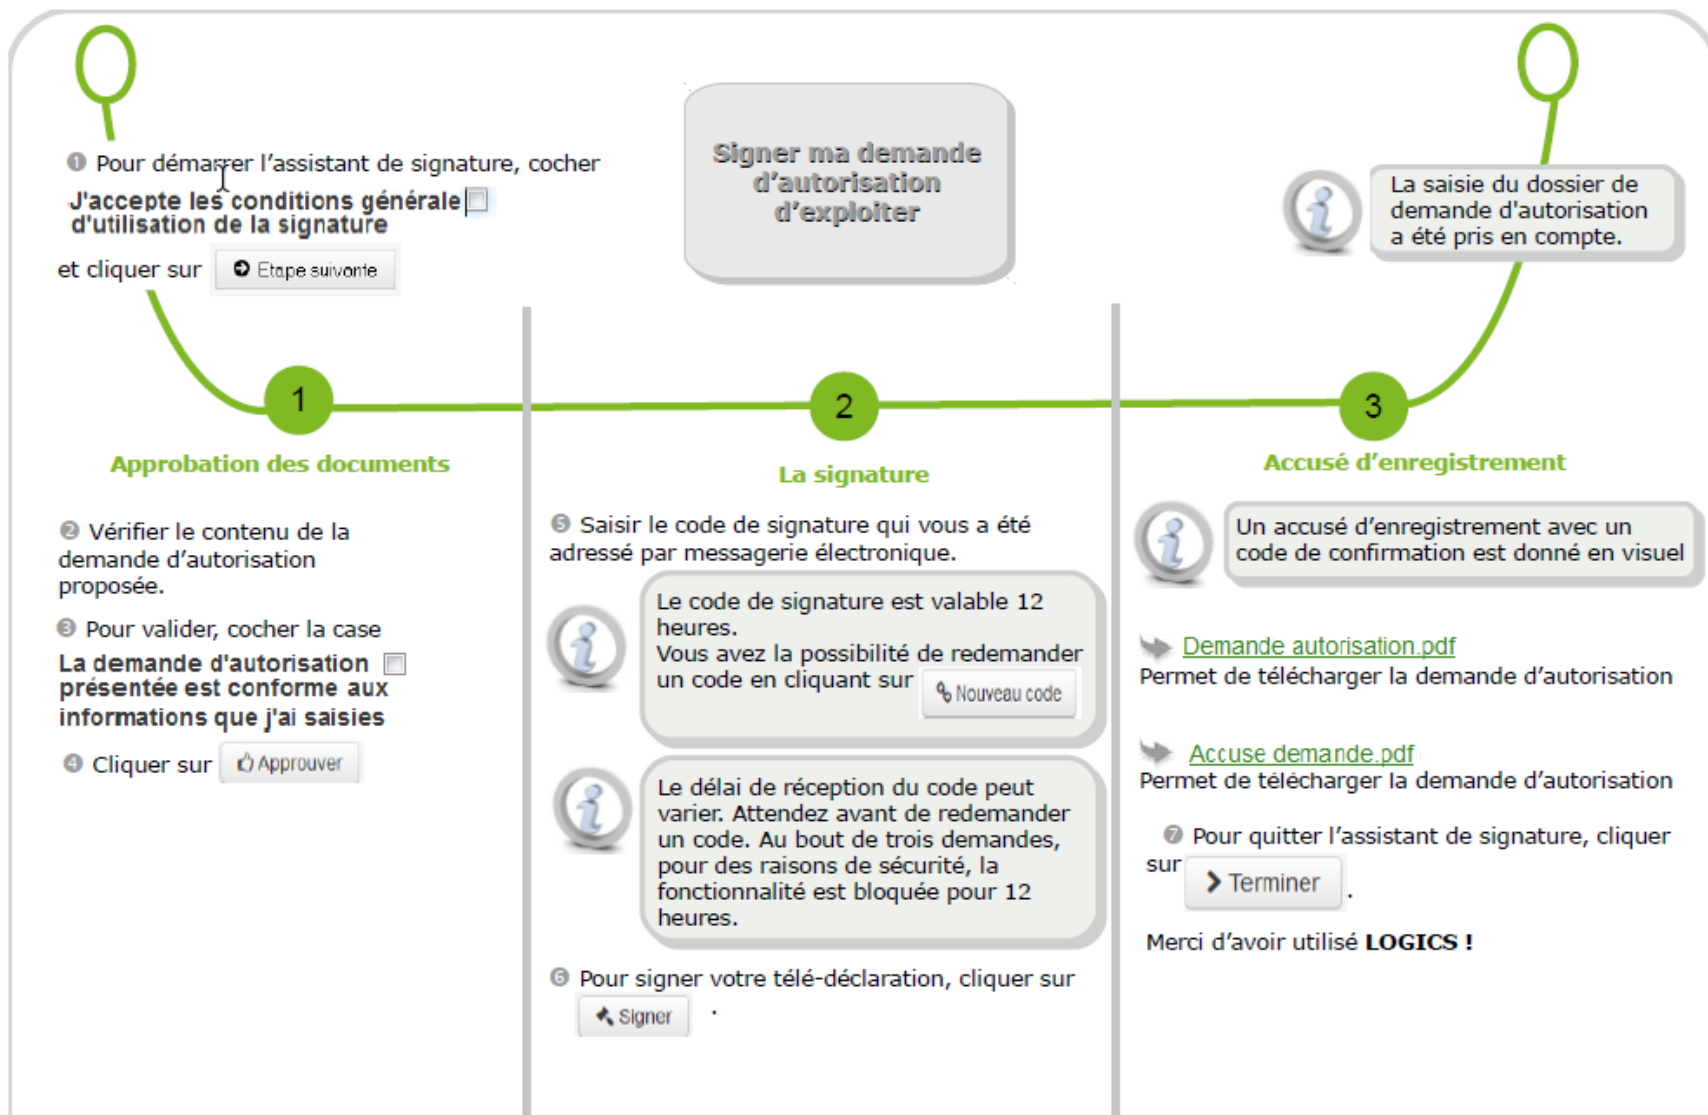 ❶ Pour démarrer l'assistant de signature, cocher
J'accepte les conditions générale
d'utilisation de la signature
et cliquer sur Etape suivante
Signer ma demande
d'autorisation
d'exploiter
La saisie du dossier de
demande d'autorisation
a été pris en compte.
1
Approbation des documents
❷ Vérifier le contenu de la
demande d'autorisation
proposée.
❸ Pour valider, cocher la case
La demande d'autorisation
présentée est conforme aux
informations que j'ai saisies
❹ Cliquer sur Approuver
2
La signature
❺ Saisir le code de signature qui vous a été
adressé par messagerie électronique.
Le code de signature est valable 12
heures.
Vous avez la possibilité de redemander
un code en cliquant sur Nouveau code
Le délai de réception du code peut
varier. Attendez avant de redemander
un code. Au bout de trois demandes,
pour des raisons de sécurité, la
fonctionnalité est bloquée pour 12
heures.
❻ Pour signer votre télé-déclaration, cliquer sur
Signer .
3
Accusé d'enregistrement
Un accusé d'enregistrement avec un
code de confirmation est donné en visuel
Demande autorisation.pdf
Permet de télécharger la demande d'autorisation
Accuse demande.pdf
Permet de télécharger la demande d'autorisation
❼ Pour quitter l'assistant de signature, cliquer
sur Terminer .
Merci d'avoir utilisé LOGICS !